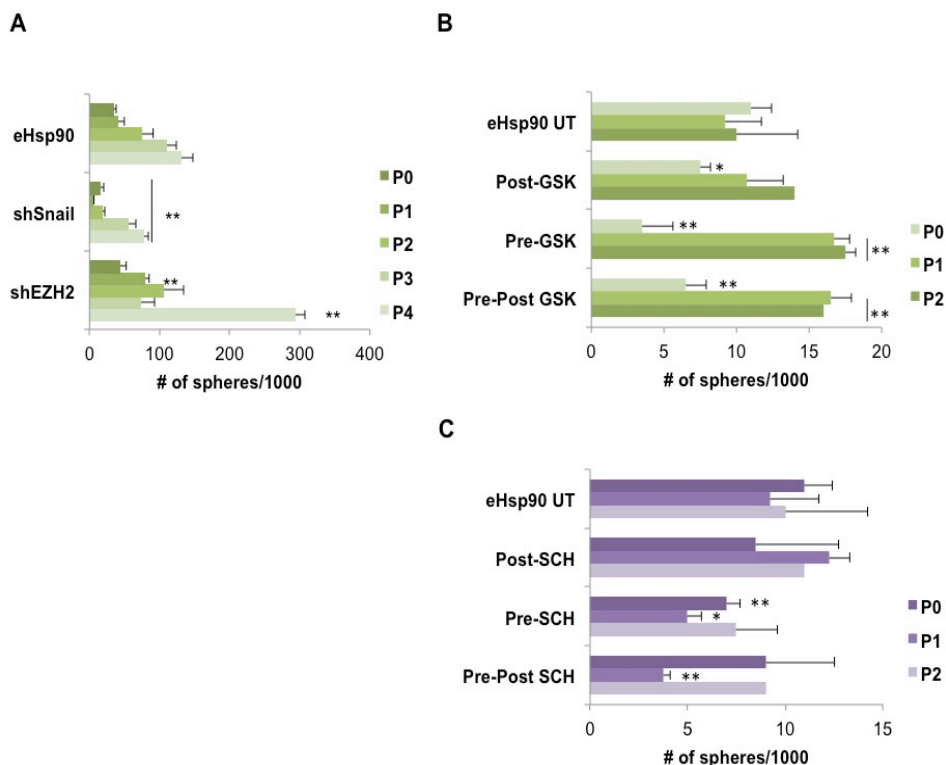 A
eHsp90
shSnail
**
shEZH2
**
**
0 100 200 300 400
# of spheres/1000
P0
P1
P2
P3
P4
B
eHsp90 UT
Post-GSK
*
Pre-GSK
**
**
Pre-Post GSK
**
**
0 5 10 15 20
# of spheres/1000
P0
P1
P2
C
eHsp90 UT
Post-SCH
Pre-SCH
**
*
Pre-Post SCH
**
0 5 10 15
# of spheres/1000
P0
P1
P2